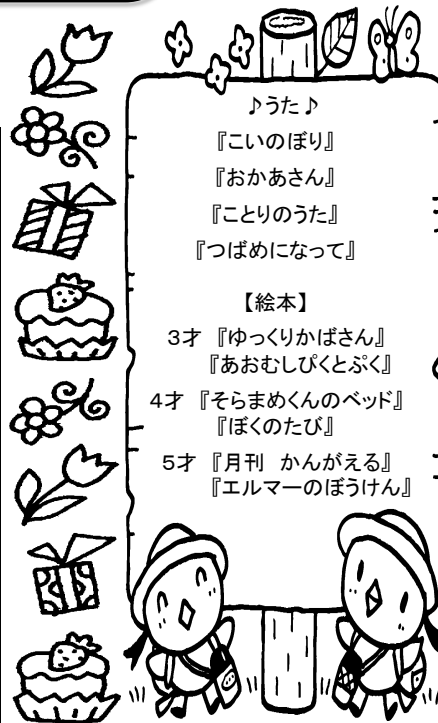 ♪うた♪
『こいのぼり』
『おかあさん』
『ことりのうた』
『つばめになって』
【絵本】
3才 『ゆっくりかばさん』
『あおむしぴくとぷく』
4才 『そらまめくんのベッド』
『ぼくのたび』
5才 『月刊 かんがえる』
『エルマーのぼうけん』